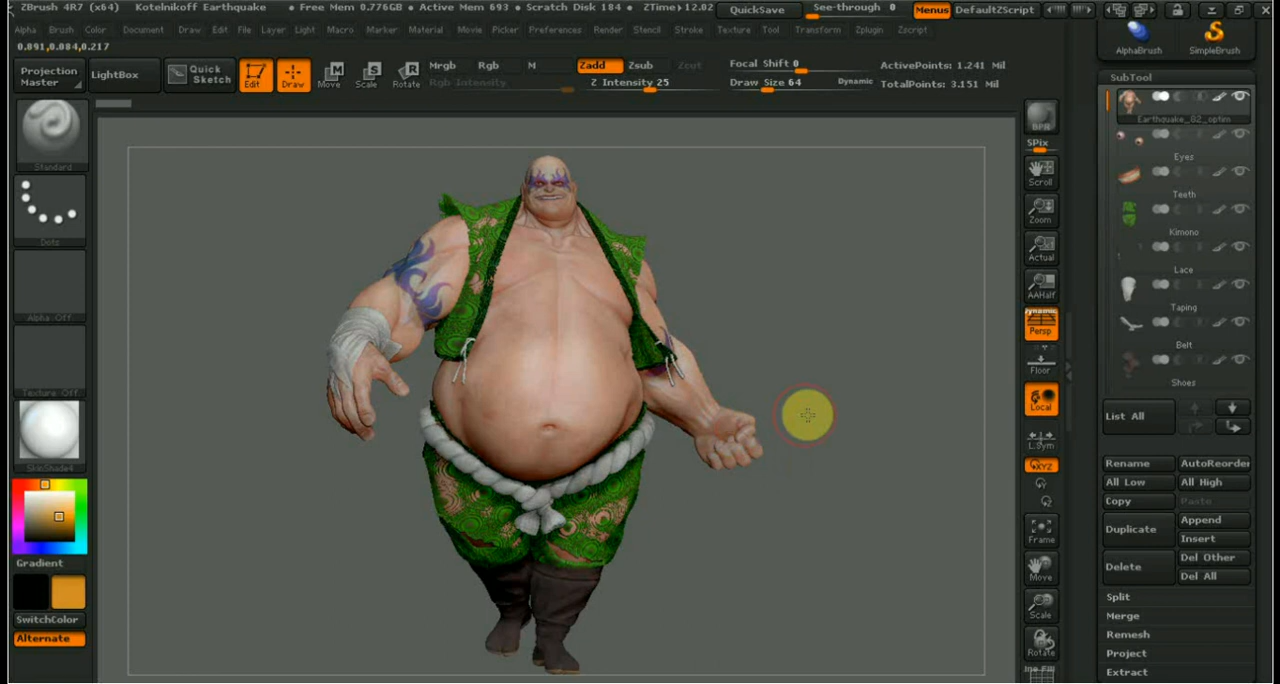 ZBrush 4R7 (x64) Kotelnikoff Earthquake • Free Mem 0.776GB • Active Mem 693 • Scratch Disk 184 • ZTime▸12.02 QuickSave See-through 0 Menus DefaultZScript
Alpha Brush Color Document Draw Edit File Layer Light Macro Marker Material Movie Picker Preferences Render Stencil Stroke Texture Tool Transform Zplugin Zscript
0.891,0.084,0.217
Projection Master
LightBox
Quick Sketch
Edit
Draw
Move
Scale
Rotate
Mrgb Rgb M
Rgb Intensity
Zadd Zsub Zcut
Z Intensity 25
Focal Shift 0
Draw Size 64 Dynamic
ActivePoints: 1.241 Mil
TotalPoints: 3.151 Mil
Standard
Dots
Alpha Off
Texture Off
SkinShade4
Gradient
SwitchColor
Alternate
BPR
SPix
Scroll
Zoom
Actual
AAHalf
Dynamic
Persp
Floor
Local
L.Sym
XYZ
Frame
Move
Scale
Rotate
AlphaBrush
SimpleBrush
SubTool
Earthquake_82_optim
Eyes
Teeth
Kimono
Lace
Taping
Belt
Shoes
List All
Rename AutoReorder
All Low All High
Copy Paste
Duplicate Append
Insert
Delete Del Other
Del All
Split
Merge
Remesh
Project
Extract